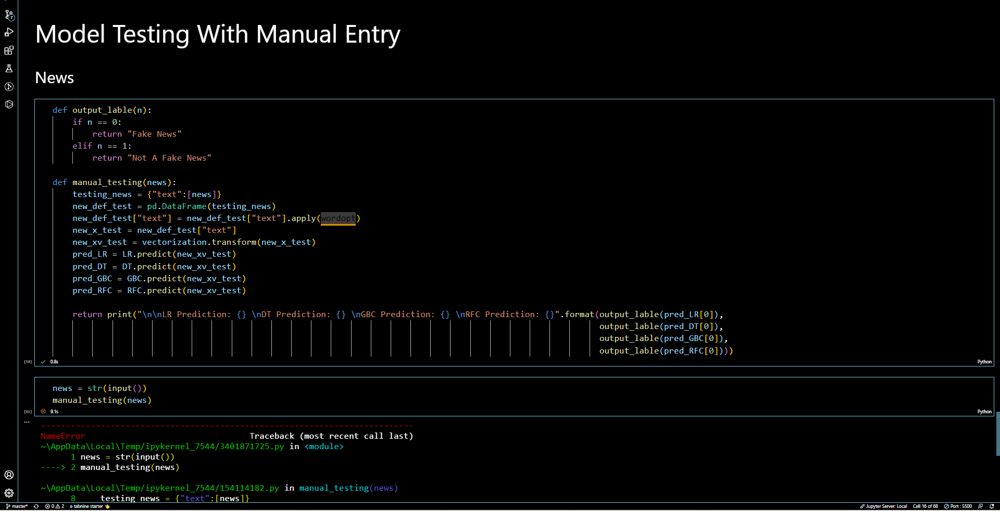 7
Model Testing With Manual Entry
News
def output_lable(n):
if n == 0:
return "Fake News"
elif n == 1:
return "Not A Fake News"
def manual_testing(news):
testing_news = {"text":[news]}
new_def_test = pd.DataFrame(testing_news)
new_def_test["text"] = new_def_test["text"].apply(wordopt)
new_x_test = new_def_test["text"]
new_xv_test = vectorization.transform(new_x_test)
pred_LR = LR.predict(new_xv_test)
pred_DT = DT.predict(new_xv_test)
pred_GBC = GBC.predict(new_xv_test)
pred_RFC = RFC.predict(new_xv_test)
return print("\n\nLR Prediction: {} \nDT Prediction: {} \nGBC Prediction: {} \nRFC Prediction: {}".format(output_lable(pred_LR[0]),
output_lable(pred_DT[0]),
output_lable(pred_GBC[0]),
output_lable(pred_RFC[0])))
[59] 0.8s Python
news = str(input())
manual_testing(news)
[61] 9.1s Python
...
---------------------------------------------------------------------------
NameError Traceback (most recent call last)
~\AppData\Local\Temp/ipykernel_7544/3401871725.py in <module>
1 news = str(input())
----> 2 manual_testing(news)
~\AppData\Local\Temp/ipykernel_7544/154114182.py in manual_testing(news)
8 testing_news = {"text":[news]}
master* 0 2 tabnine starter Jupyter Server: Local Cell 16 of 68 Port : 5500